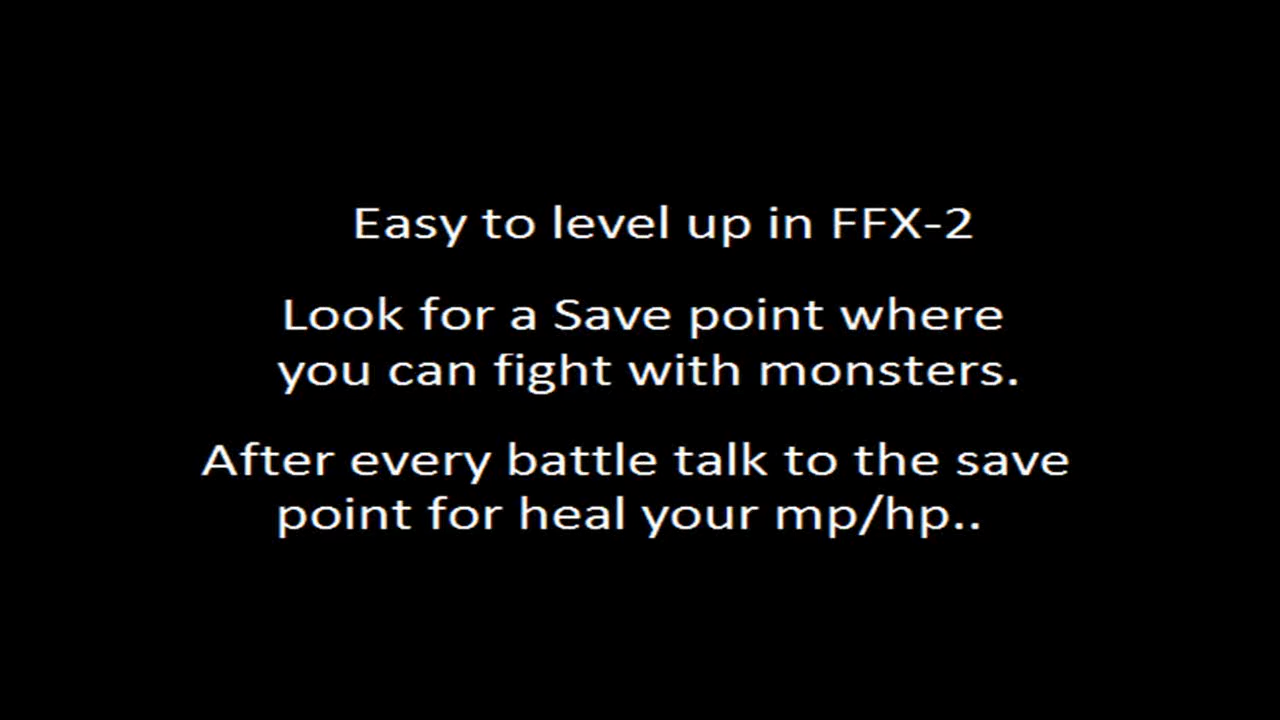 Easy to level up in FFX-2
Look for a Save point where
you can fight with monsters.
After every battle talk to the save
point for heal your mp/hp..